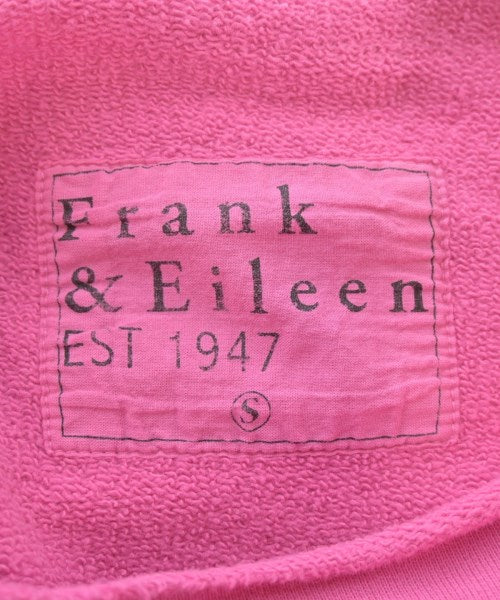 Frank
& Eileen
EST 1947
S